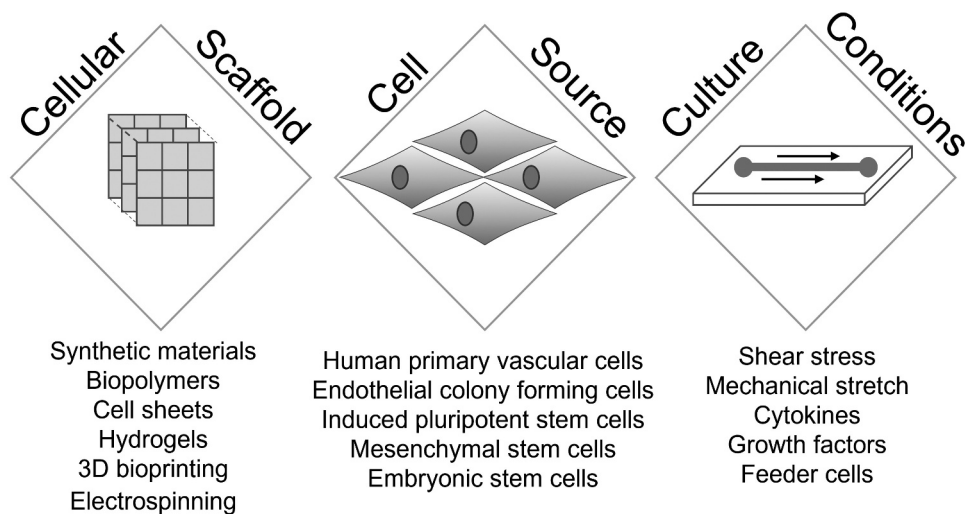 Cellular Scaffold
Synthetic materials
Biopolymers
Cell sheets
Hydrogels
3D bioprinting
Electrospinning
Cell Source
Human primary vascular cells
Endothelial colony forming cells
Induced pluripotent stem cells
Mesenchymal stem cells
Embryonic stem cells
Culture Conditions
Shear stress
Mechanical stretch
Cytokines
Growth factors
Feeder cells